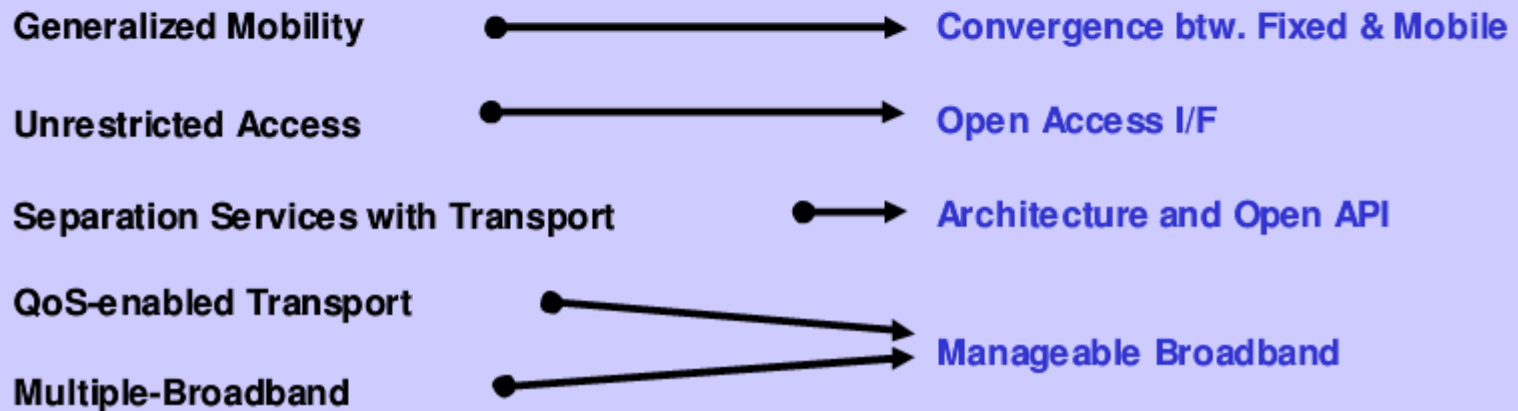 Generalized Mobility
Convergence btw. Fixed & Mobile
Unrestricted Access
Open Access I/F
Separation Services with Transport
Architecture and Open API
QoS-enabled Transport
Manageable Broadband
Multiple-Broadband